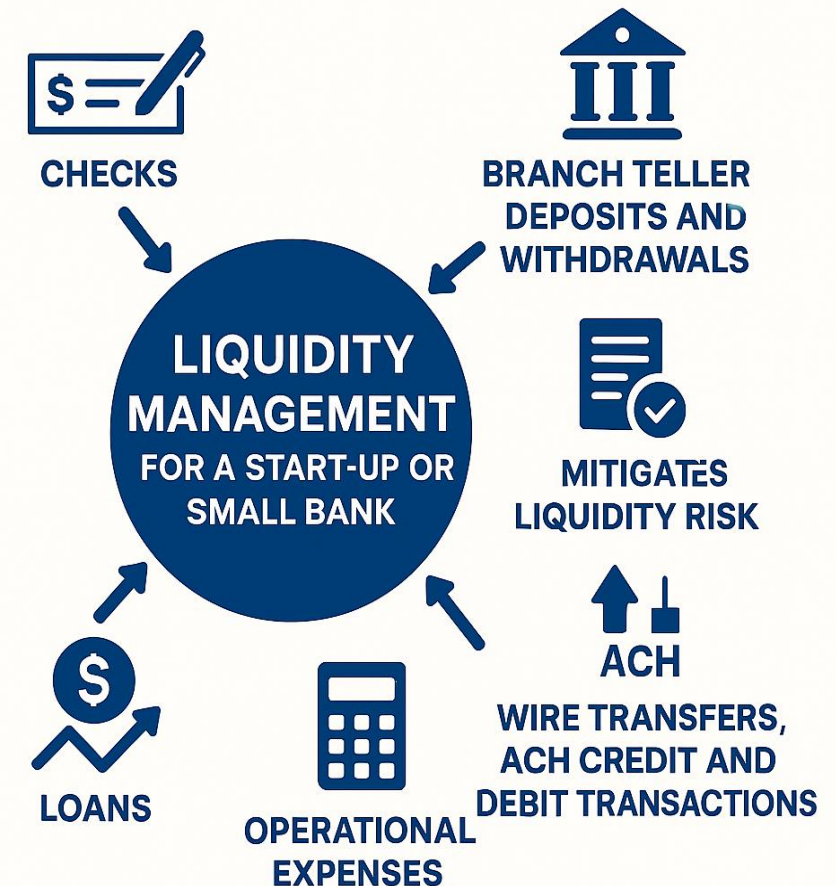 $
CHECKS
BRANCH TELLER
DEPOSITS AND
WITHDRAWALS
LIQUIDITY
MANAGEMENT
FOR A START-UP OR
SMALL BANK
MITIGATES
LIQUIDITY RISK
ACH
WIRE TRANSFERS,
ACH CREDIT AND
DEBIT TRANSACTIONS
$
LOANS
OPERATIONAL
EXPENSES